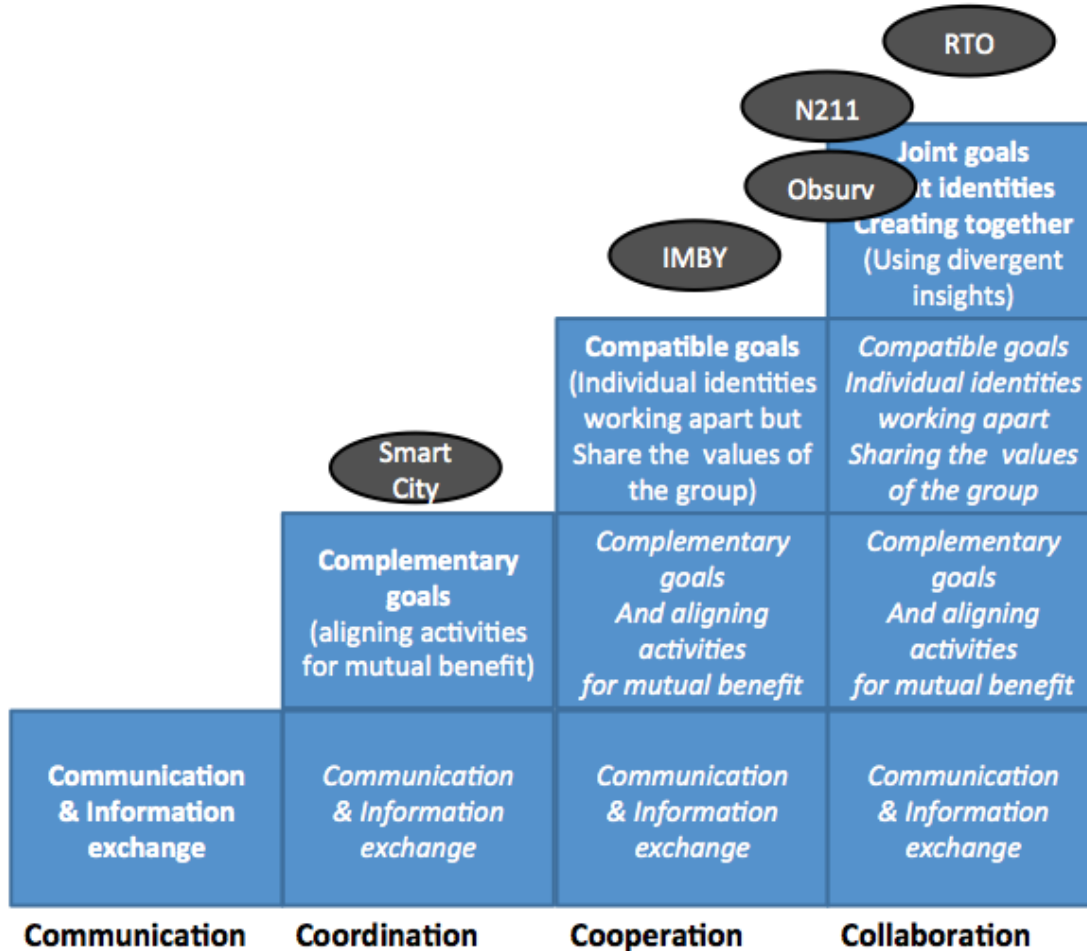 RTO
N211
Obsurv
IMBY
Smart
City
Joint goals
identities
Creating together
(Using divergent
insights)
Compatible goals
(Individual identities
working apart but
Share the values of
the group)
Compatible goals
Individual identities
working apart
Sharing the values
of the group
Complementary
goals
(aligning activities
for mutual benefit)
Complementary
goals
And aligning
activities
for mutual benefit
Complementary
goals
And aligning
activities
for mutual benefit
Communication
& Information
exchange
Communication
& Information
exchange
Communication
& Information
exchange
Communication
& Information
exchange
Communication
Coordination
Cooperation
Collaboration